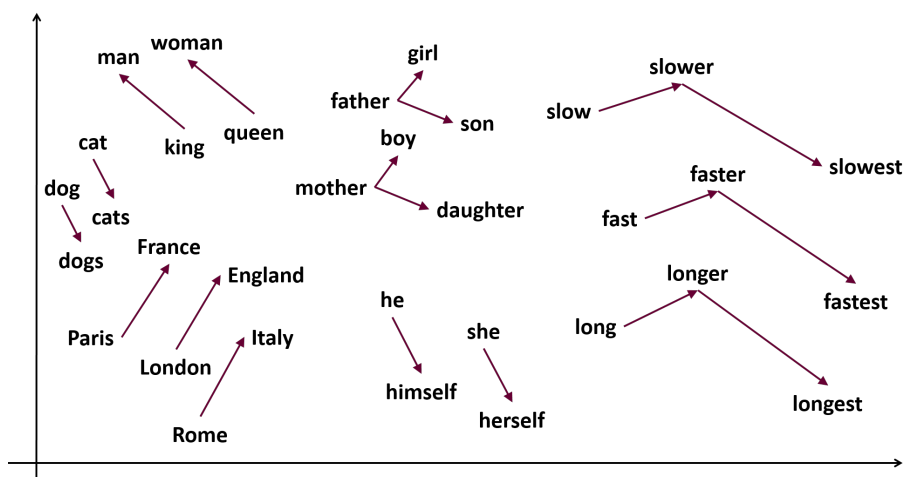 man
woman
king
queen
cat
cats
dog
dogs
France
Paris
England
London
Italy
Rome
girl
father
son
boy
mother
daughter
he
himself
she
herself
slower
slow
slowest
faster
fast
fastest
longer
long
longest